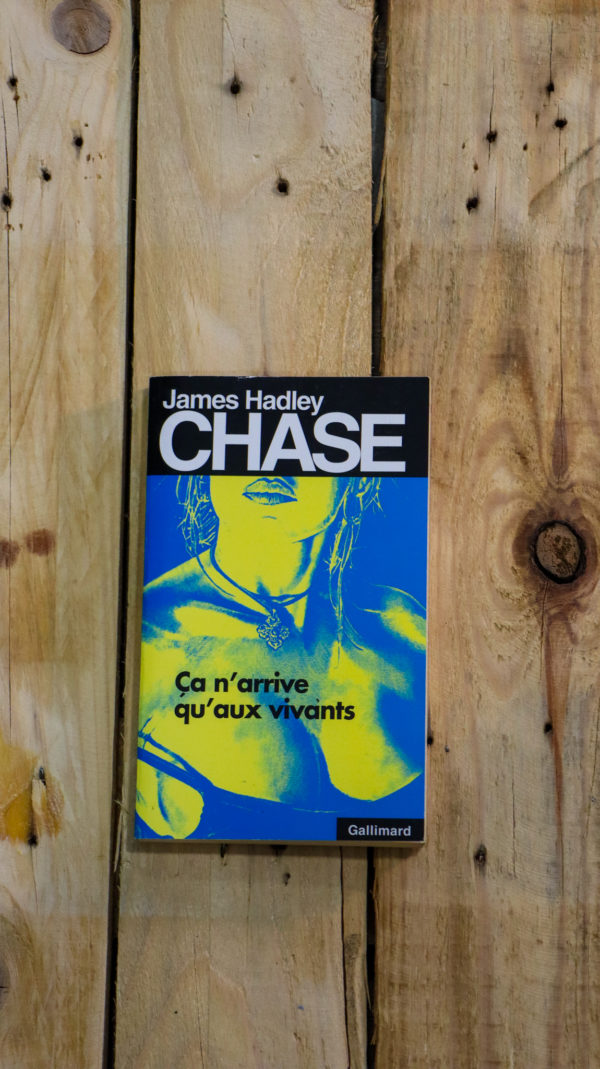 James Hadley
CHASE
Ça n'arrive
qu'aux vivants
Gallimard